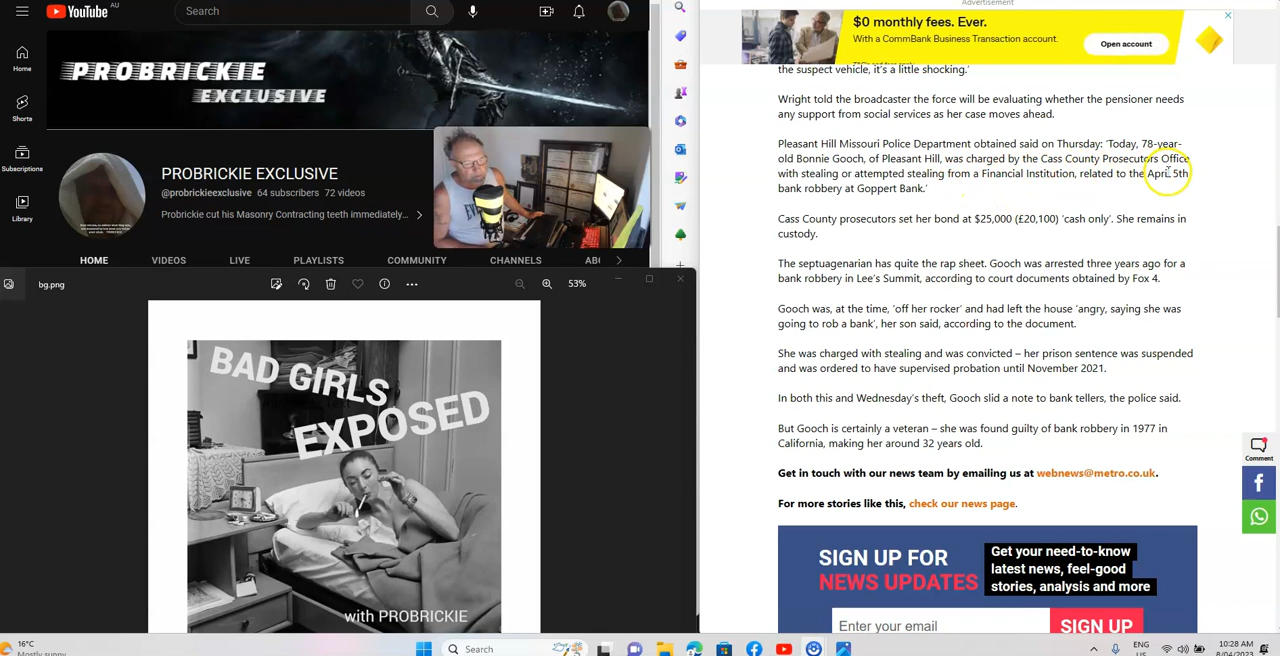 YouTube AU
Search
Home
Shorts
Subscriptions
Library
PROBRICKIE
EXCLUSIVE
PROBRICKIE EXCLUSIVE
@probrickieexclusive 64 subscribers 72 videos
Probrickie cut his Masonry Contracting teeth immediately...
HOME VIDEOS LIVE PLAYLISTS COMMUNITY CHANNELS
bg.png
53%
BAD GIRLS
EXPOSED
with PROBRICKIE
Advertisement
$0 monthly fees. Ever.
With a CommBank Business Transaction account.
Open account
the suspect vehicle, it's a little shocking.'
Wright told the broadcaster the force will be evaluating whether the pensioner needs
any support from social services as her case moves ahead.
Pleasant Hill Missouri Police Department obtained said on Thursday: 'Today, 78-year-
old Bonnie Gooch, of Pleasant Hill, was charged by the Cass County Prosecutors Office
with stealing or attempted stealing from a Financial Institution, related to the April 5th
bank robbery at Goppert Bank.'
Cass County prosecutors set her bond at $25,000 (£20,100) 'cash only'. She remains in
custody.
The septuagenarian has quite the rap sheet. Gooch was arrested three years ago for a
bank robbery in Lee's Summit, according to court documents obtained by Fox 4.
Gooch was, at the time, 'off her rocker' and had left the house 'angry, saying she was
going to rob a bank', her son said, according to the document.
She was charged with stealing and was convicted – her prison sentence was suspended
and was ordered to have supervised probation until November 2021.
In both this and Wednesday's theft, Gooch slid a note to bank tellers, the police said.
But Gooch is certainly a veteran – she was found guilty of bank robbery in 1977 in
California, making her around 32 years old.
Get in touch with our news team by emailing us at webnews@metro.co.uk.
For more stories like this, check our news page.
SIGN UP FOR
NEWS UPDATES
Get your need-to-know
latest news, feel-good
stories, analysis and more
Enter your email
SIGN UP
Comment
16°C
Mostly sunny
Search
ENG
US
10:28 AM
8/04/2023